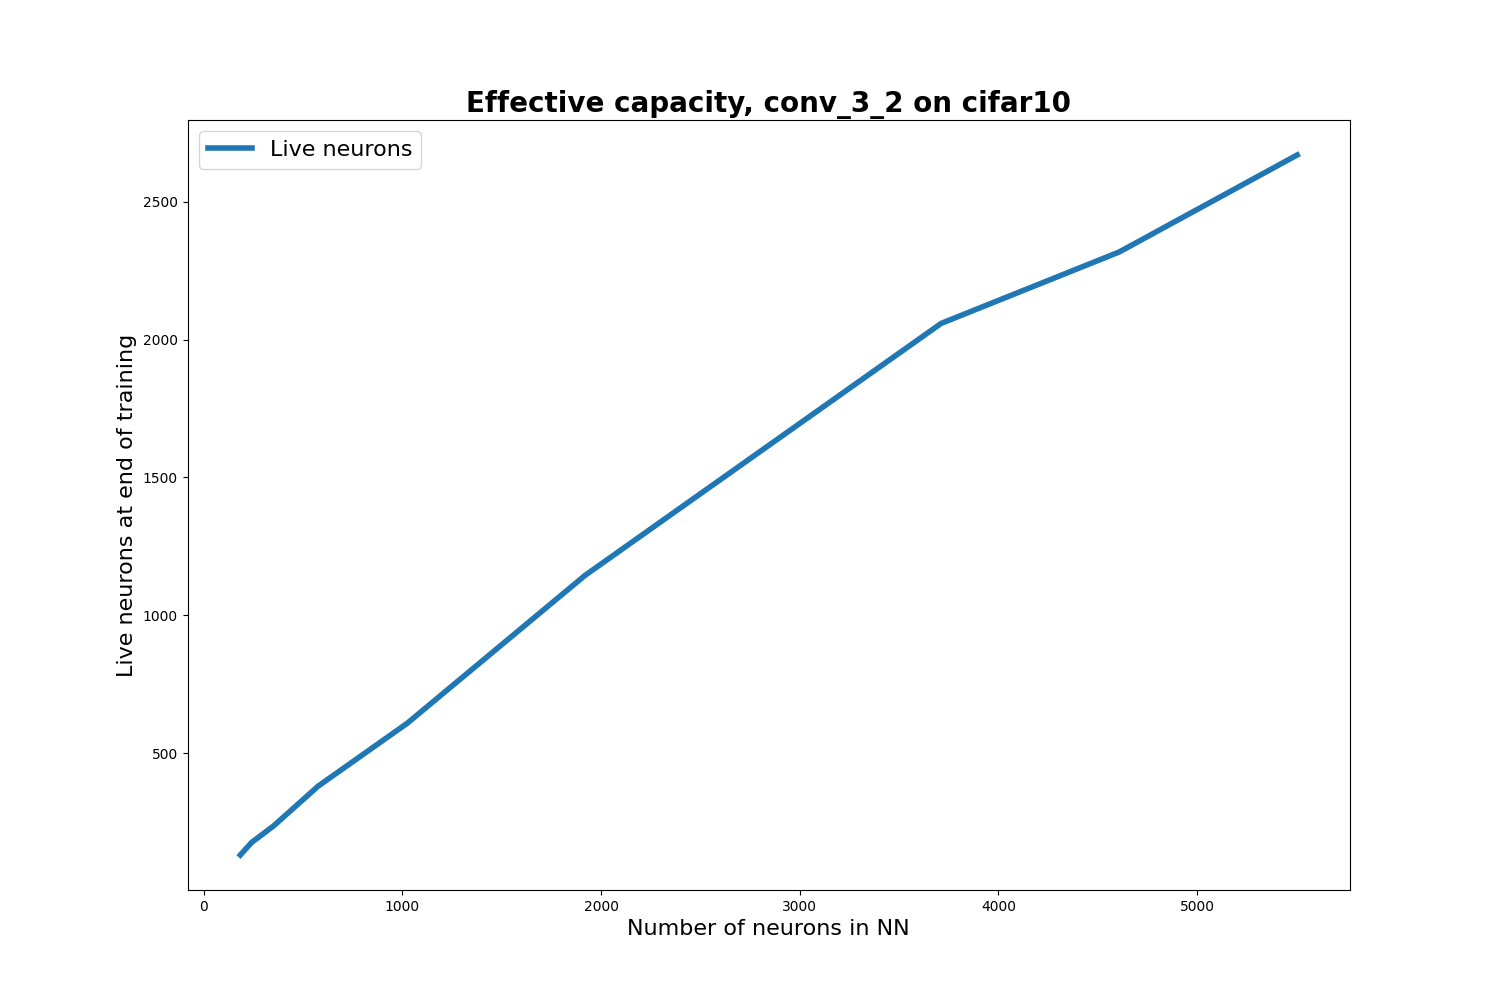 Effective capacity, conv_3_2 on cifar10
Live neurons
2500
2000
1500
1000
500
Live neurons at end of training
0 1000 2000 3000 4000 5000
Number of neurons in NN